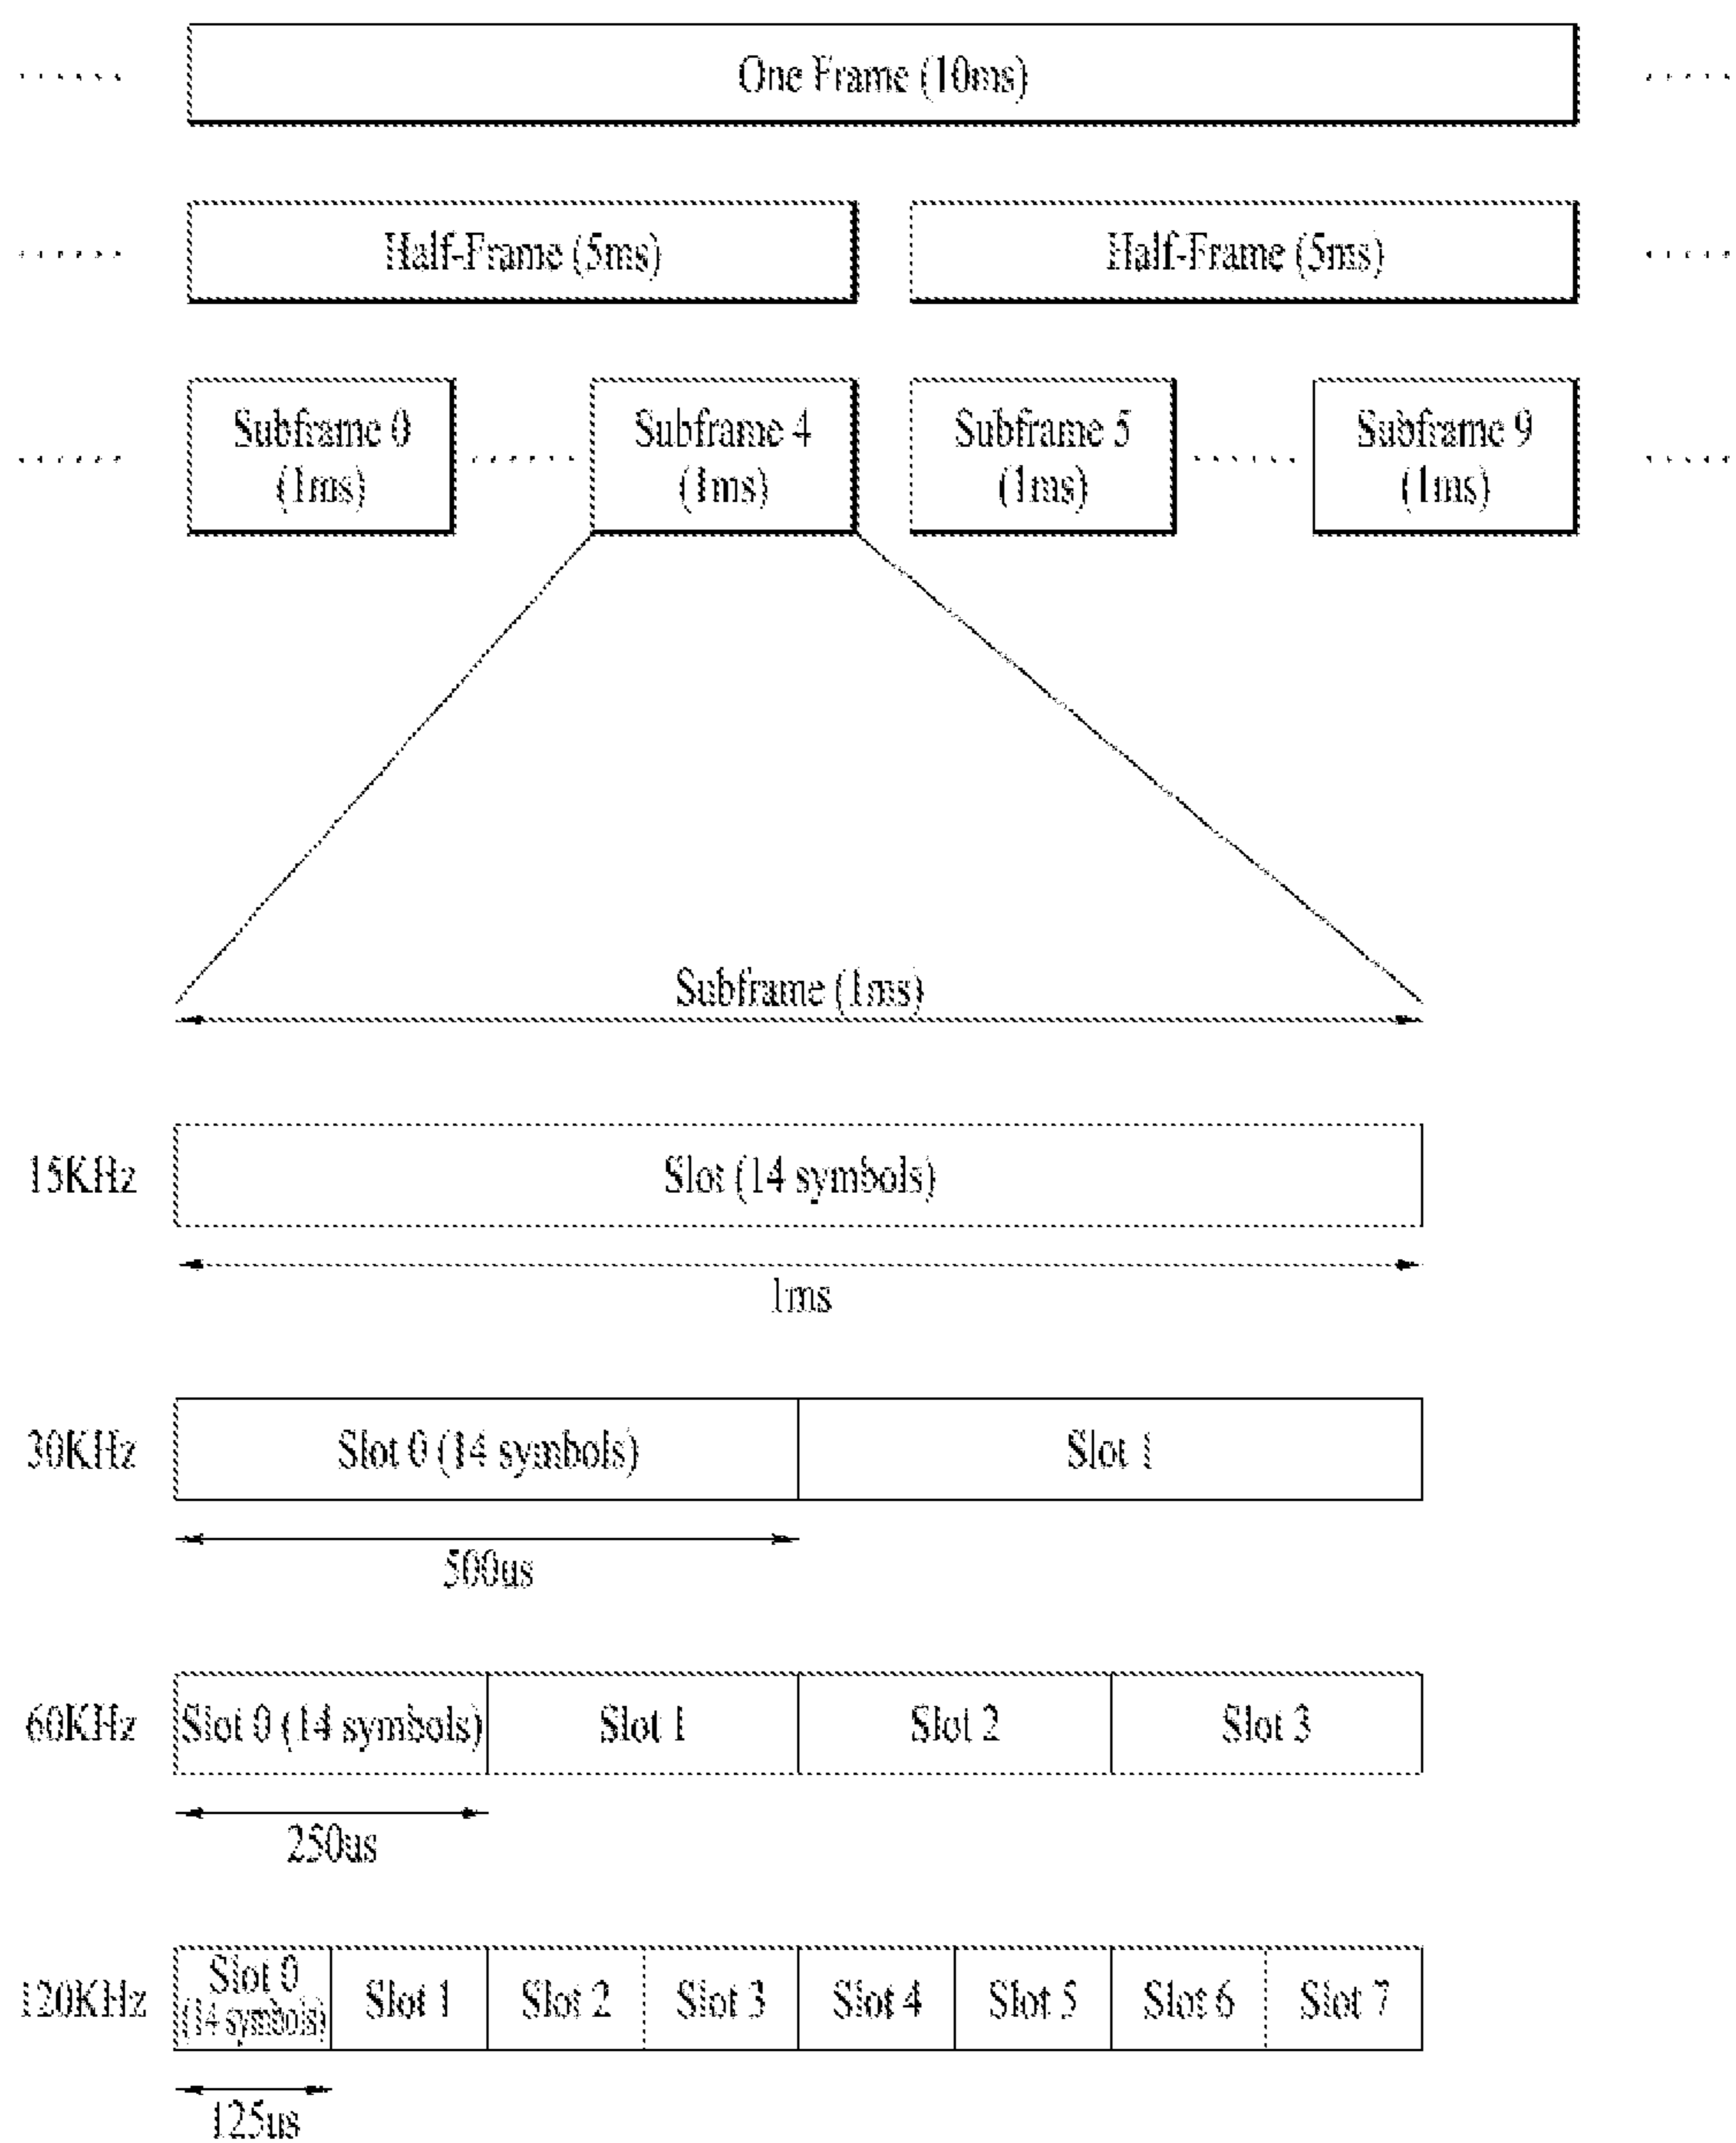 One Frame (10ms)
Half-Frame (5ms) Half-Frame (5ms)
Subframe 0 Subframe 4 Subframe 5 Subframe 9
(1ms) (1ms) (1ms) (1ms)
Subframe (1ms)
15KHz Slot (14 symbols)
1ms
30KHz Slot 0 (14 symbols) Slot 1
500us
60KHz Slot 0 (14 symbols) Slot 1 Slot 2 Slot 3
250us
120KHz Slot 0 (14 symbols) Slot 1 Slot 2 Slot 3 Slot 4 Slot 5 Slot 6 Slot 7
125us